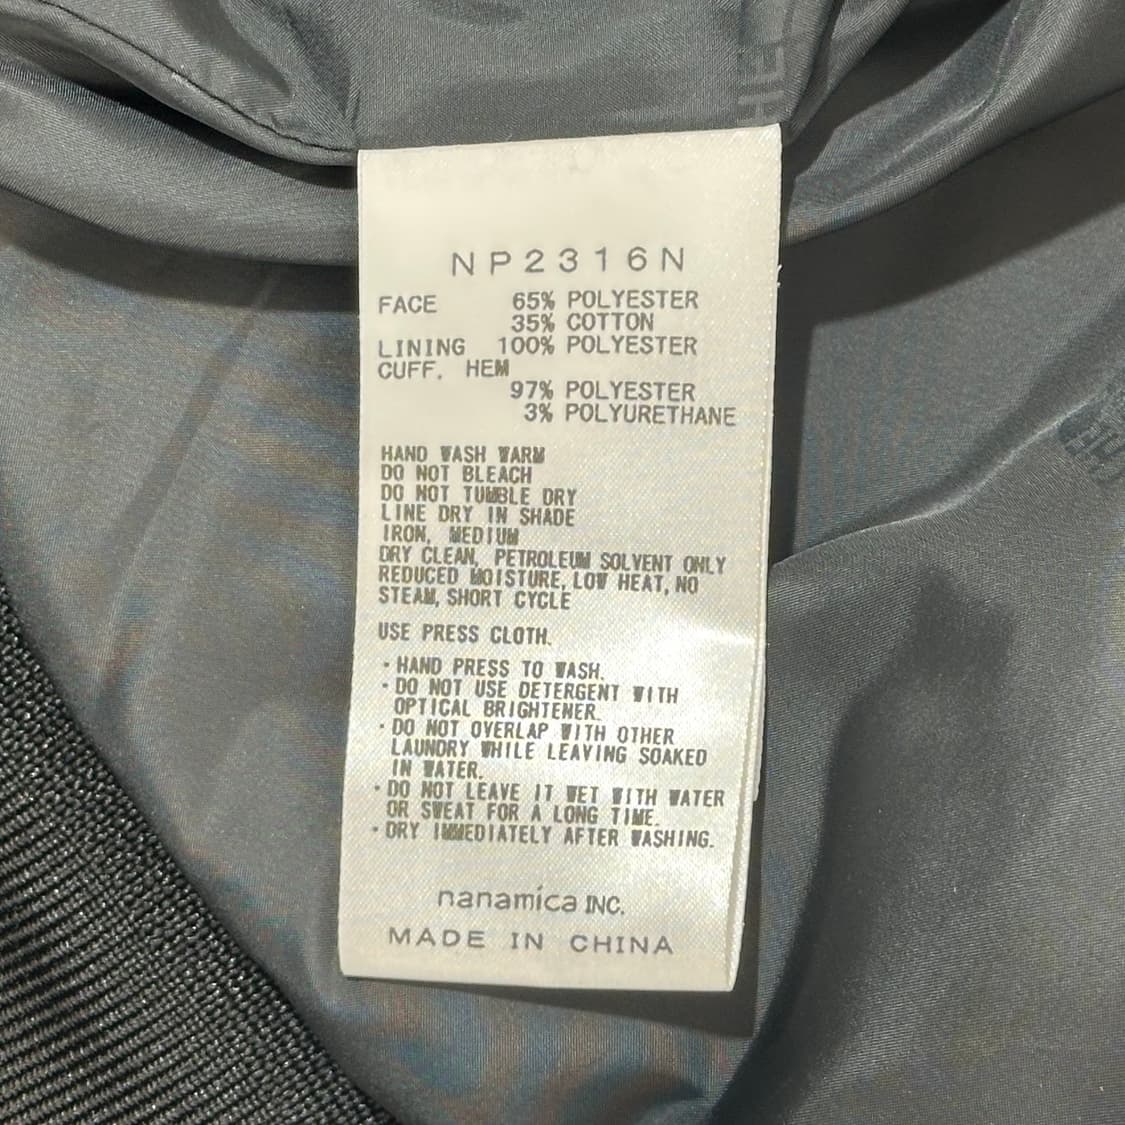 NP2316N
FACE 65% POLYESTER
35% COTTON
LINING 100% POLYESTER
CUFF. HEM
97% POLYESTER
3% POLYURETHANE
HAND WASH WARM
DO NOT BLEACH
DO NOT TUMBLE DRY
LINE DRY IN SHADE
IRON, MEDIUM
DRY CLEAN, PETROLEUM SOLVENT ONLY
REDUCED MOISTURE, LOW HEAT, NO
STEAM, SHORT CYCLE
USE PRESS CLOTH.
・HAND PRESS TO WASH.
・DO NOT USE DETERGENT WITH
OPTICAL BRIGHTENER.
・DO NOT OVERLAP WITH OTHER
LAUNDRY WHILE LEAVING SOAKED
IN WATER.
・DO NOT LEAVE IT WET WITH WATER
OR SWEAT FOR A LONG TIME.
・DRY IMMEDIATELY AFTER WASHING.
nanamíca INC.
MADE IN CHINA